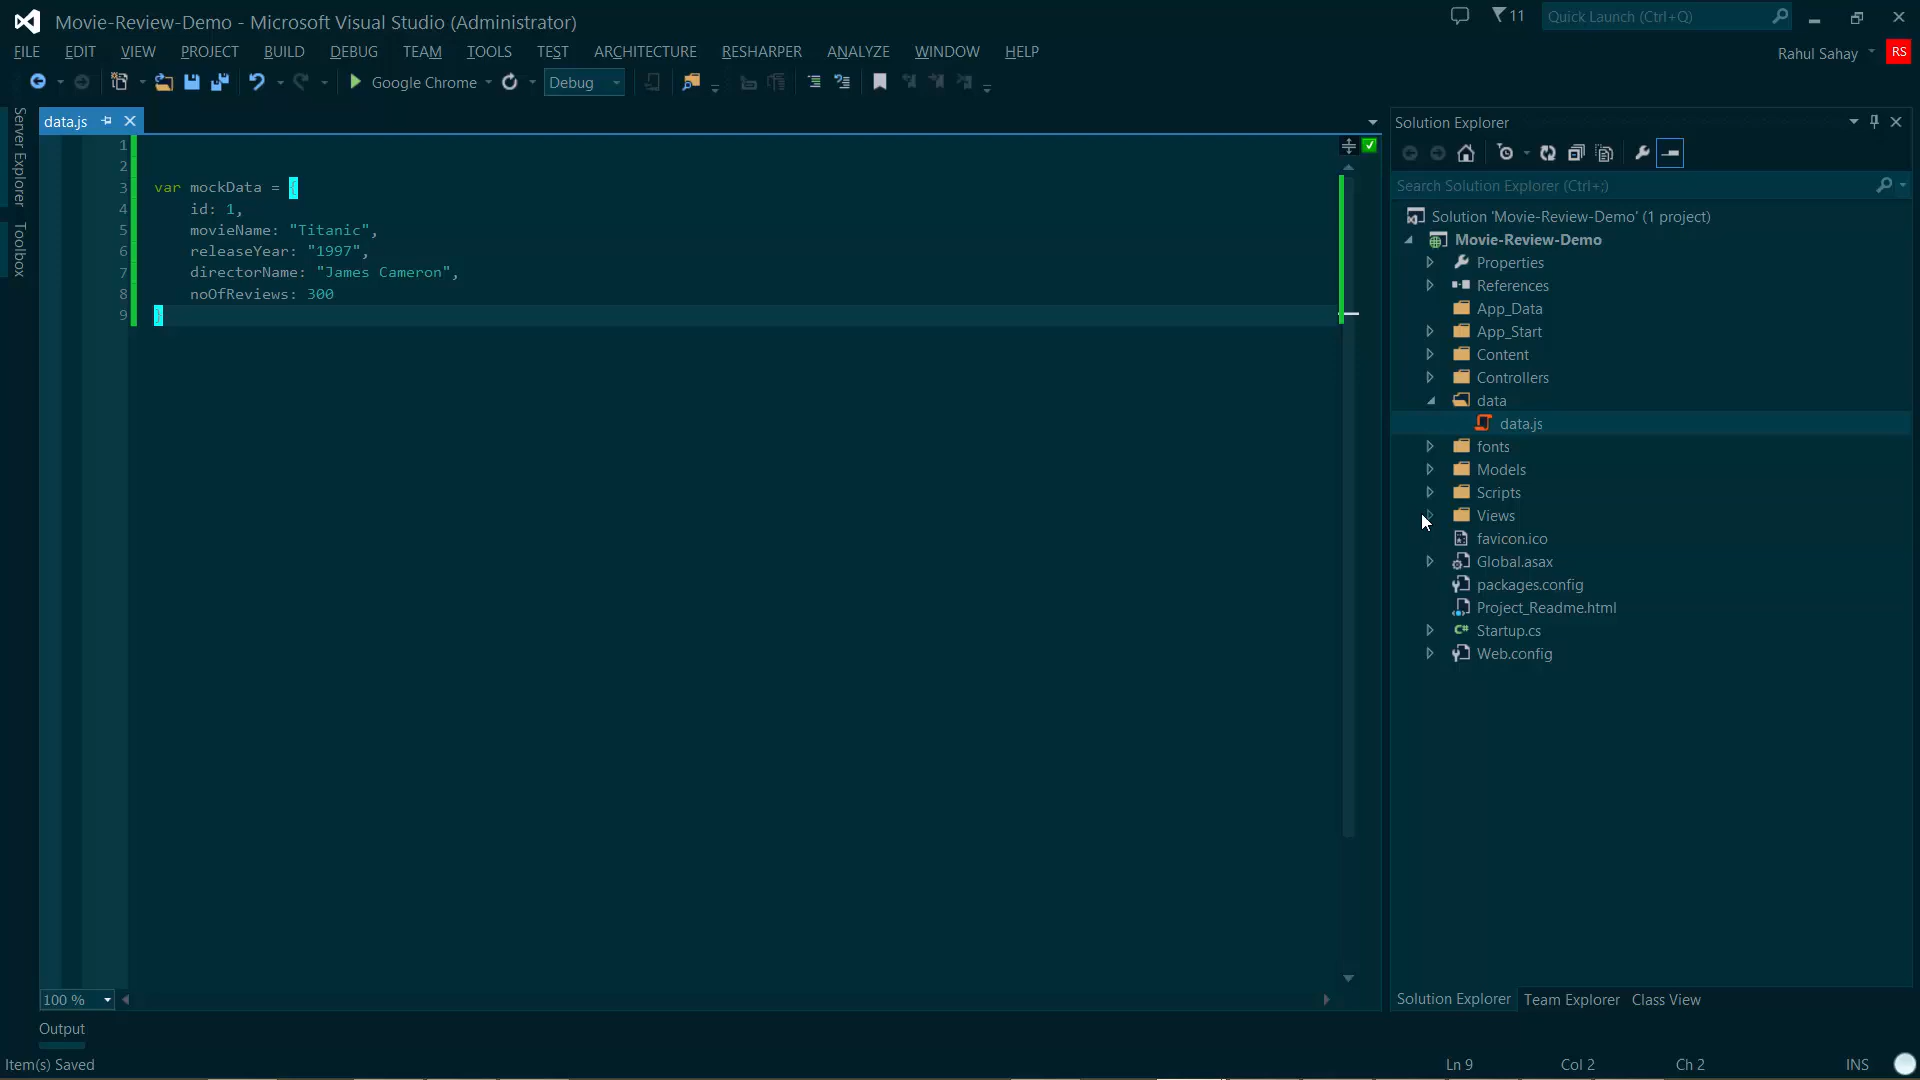 Movie-Review-Demo - Microsoft Visual Studio (Administrator)
11
Quick Launch (Ctrl+Q)
FILE EDIT VIEW PROJECT BUILD DEBUG TEAM TOOLS TEST ARCHITECTURE RESHARPER ANALYZE WINDOW HELP
Rahul Sahay
RS
Google Chrome
Debug
Server Explorer
Toolbox
data.js
1
2
3 var mockData = {
4 id: 1,
5 movieName: "Titanic",
6 releaseYear: "1997",
7 directorName: "James Cameron",
8 noOfReviews: 300
9 }
100 %
Solution Explorer
Search Solution Explorer (Ctrl+;)
Solution 'Movie-Review-Demo' (1 project)
Movie-Review-Demo
Properties
References
App_Data
App_Start
Content
Controllers
data
data.js
fonts
Models
Scripts
Views
favicon.ico
Global.asax
packages.config
Project_Readme.html
C# Startup.cs
Web.config
Solution Explorer Team Explorer Class View
Output
Item(s) Saved
Ln 9 Col 2 Ch 2 INS